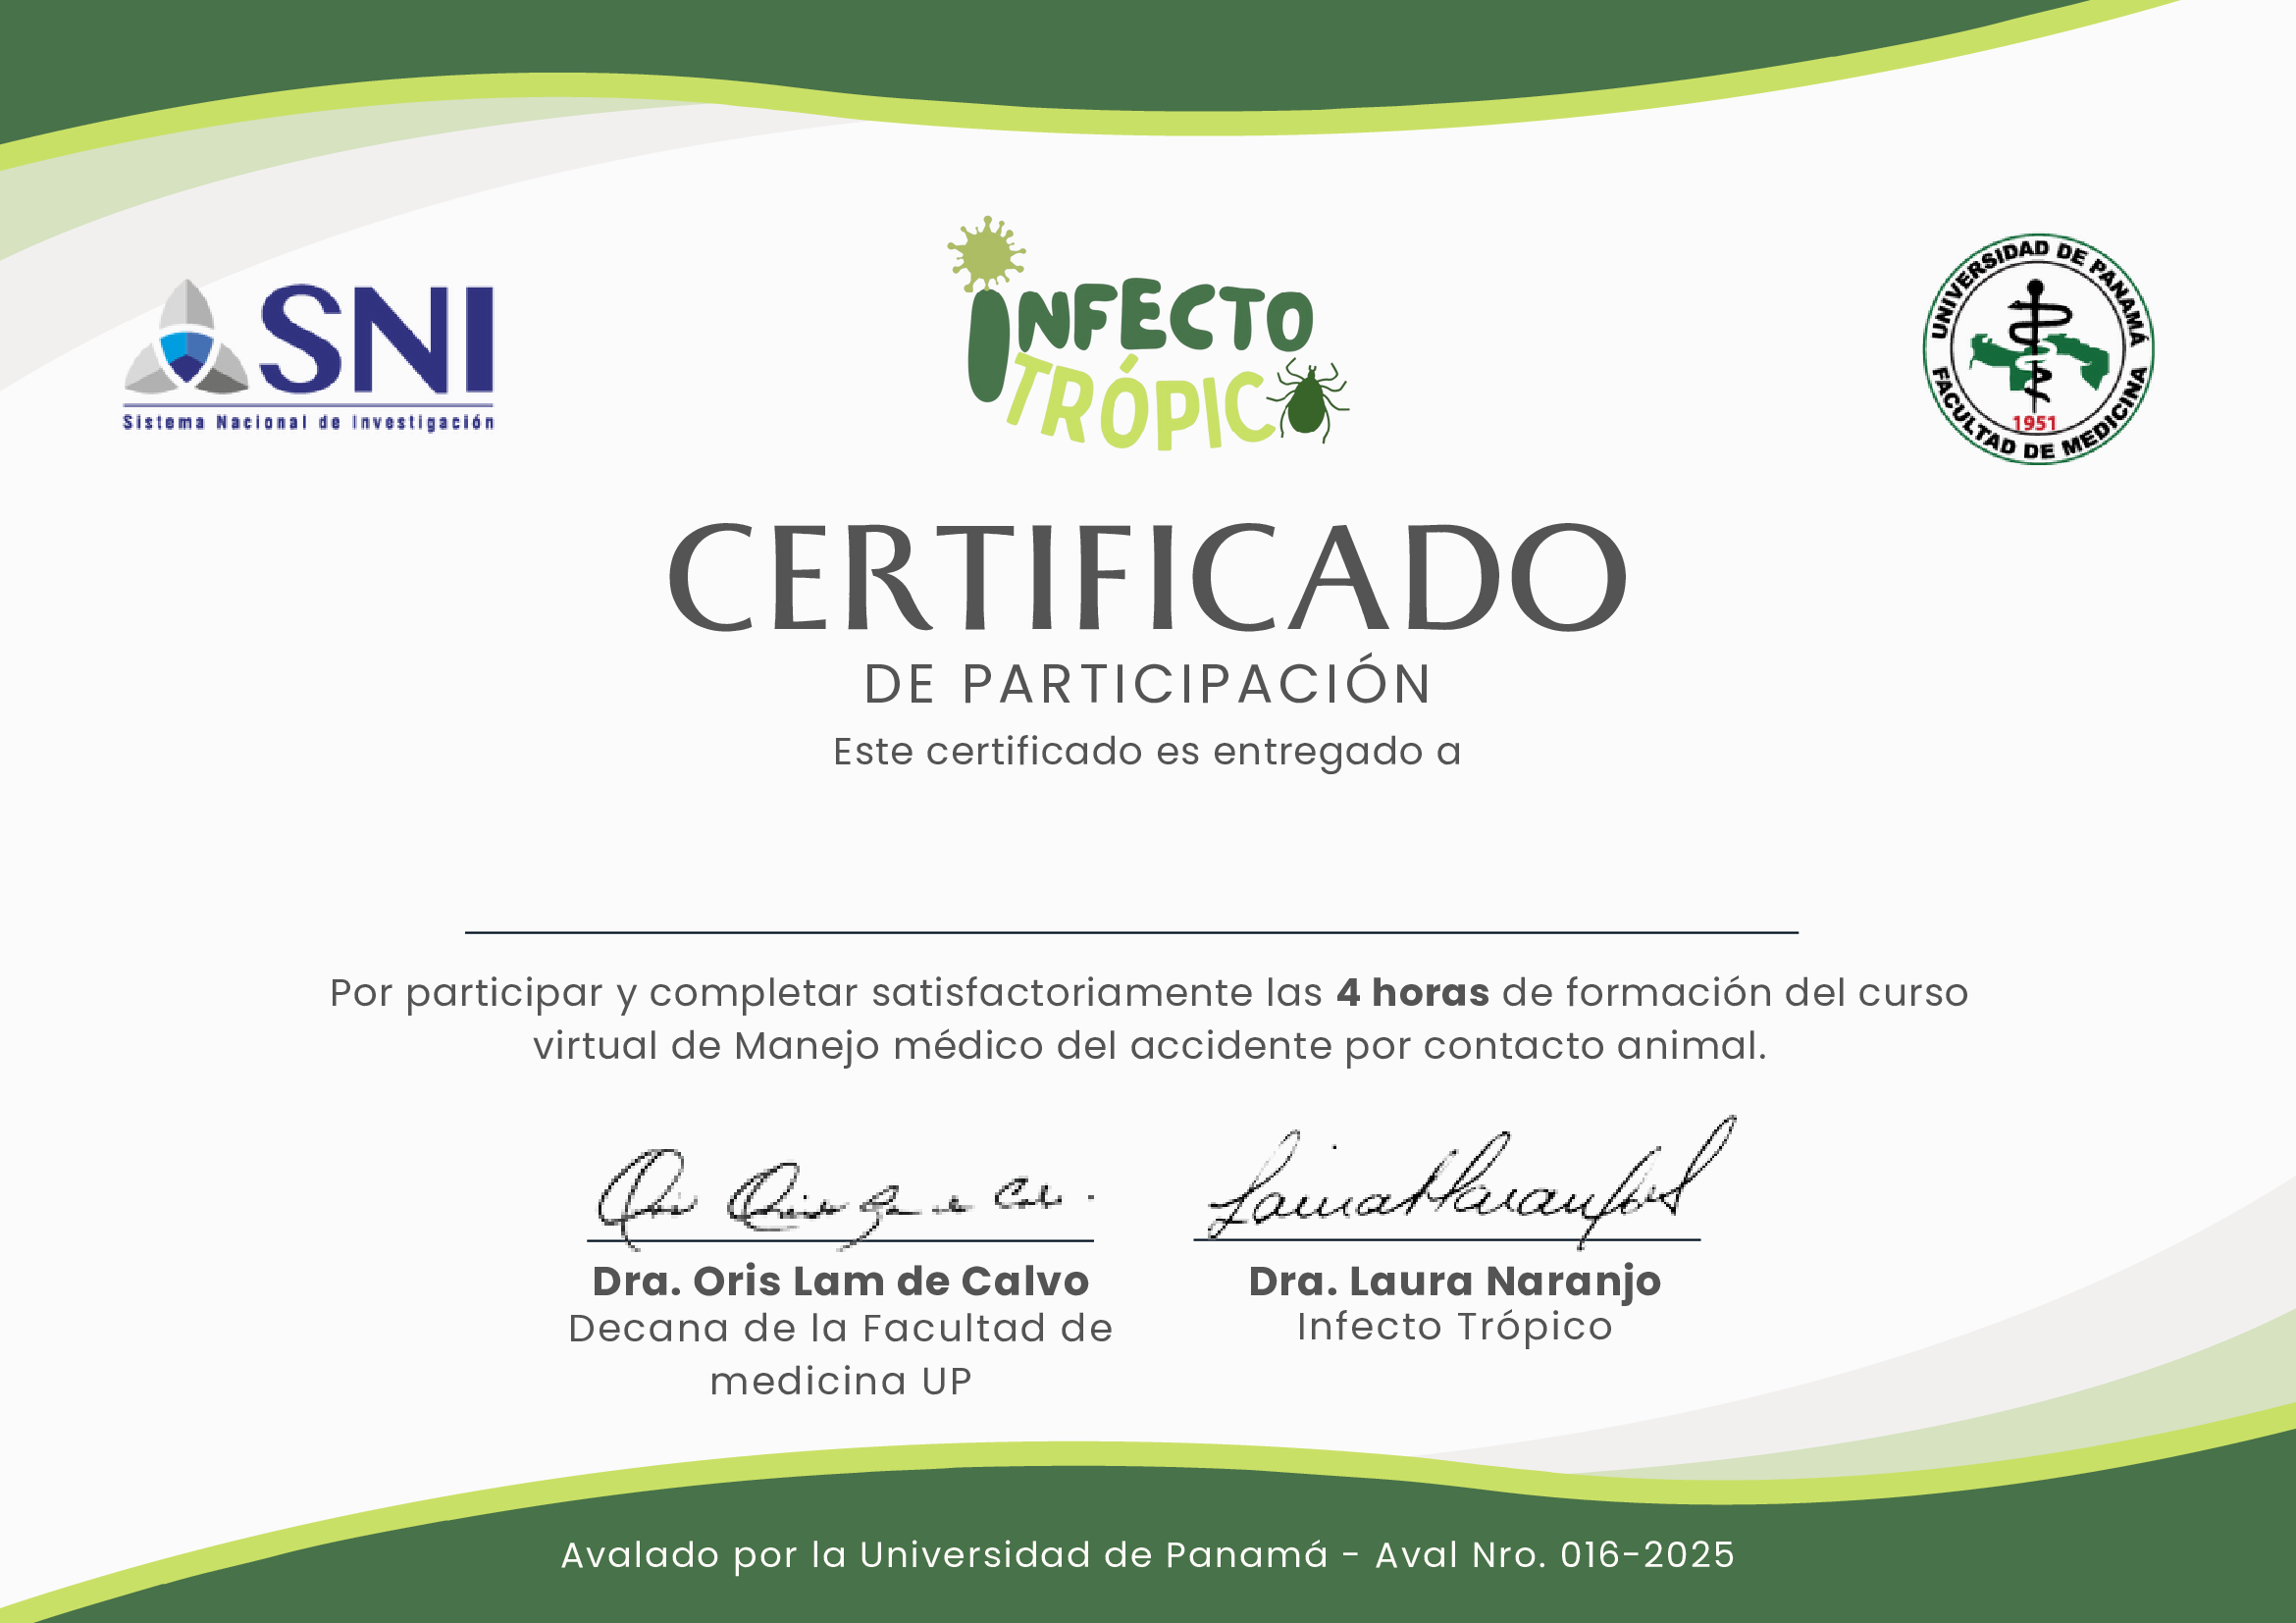 SNI
Sistema Nacional de Investigación
INFECTO
TRÓPICO
UNIVERSIDAD DE PANAMÁ
FACULTAD DE MEDICINA
1951
CERTIFICADO
DE PARTICIPACIÓN
Este certificado es entregado a
Por participar y completar satisfactoriamente las 4 horas de formación del curso
virtual de Manejo médico del accidente por contacto animal.
Dra. Oris Lam de Calvo
Decana de la Facultad de
medicina UP
Dra. Laura Naranjo
Infecto Trópico
Avalado por la Universidad de Panamá - Aval Nro. 016-2025